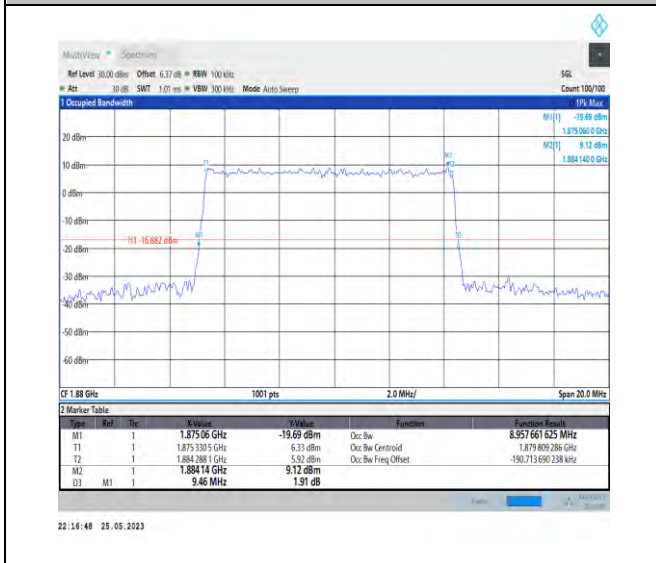 MultiView Spectrum
Ref Level 30.00 dBm Offset 6.37 dB RBW 100 kHz SGL
Att 30 dB SWT 1.01 ms VBW 300 kHz Mode Auto Sweep Count 100/100
1 Occupied Bandwidth 1Pk Max
M1[1] -19.69 dBm
1.875 060 0 GHz
M2[1] 9.12 dBm
1.884 140 0 GHz
20 dBm
M2
T1 T2
10 dBm
0 dBm
-10 dBm
H1 -16.882 dBm M1 D3
-20 dBm
-30 dBm
-40 dBm
-50 dBm
-60 dBm
CF 1.88 GHz 1001 pts 2.0 MHz/ Span 20.0 MHz
2 Marker Table
Type Ref Trc X-Value Y-Value Function Function Result
M1 1 1.875 06 GHz -19.69 dBm Occ Bw 8.957 661 625 MHz
T1 1 1.875 330 5 GHz 6.33 dBm Occ Bw Centroid 1.879 809 286 GHz
T2 1 1.884 288 1 GHz 5.92 dBm Occ Bw Freq Offset -190.713 690 238 kHz
M2 1 1.884 14 GHz 9.12 dBm
D3 M1 1 9.46 MHz 1.91 dB
22:16:48 25.05.2023